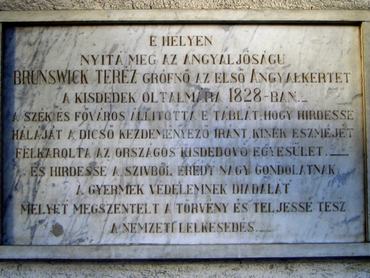 E HELYEN
NYITÁ MEG AZ ANGYALJÓSÁGU
BRUNSWICK TERÉZ GRÓFNŐ AZ ELSŐ ANGYALKERTET
A KISDEDEK OLTALMÁRA 1828-BAN.
A SZÉKES FŐVÁROS ÁLLITOTTA E TÁBLÁT, HOGY HIRDESSE
HÁLÁJÁT A DICSŐ KEZDEMÉNYEZŐ IRÁNT, KINEK ESZMÉJÉT
FELKAROLTA AZ ORSZÁGOS KISDEDÓVÓ EGYESÜLET.
ÉS HIRDESSE A SZIVBŐL EREDT NAGY GONDOLATNAK,
A GYERMEK VÉDELEMNEK DIADALÁT
MELYET MEGSZENTELT A TÖRVÉNY ÉS TELJESSÉ TESZ
A NEMZETI LELKESEDÉS.